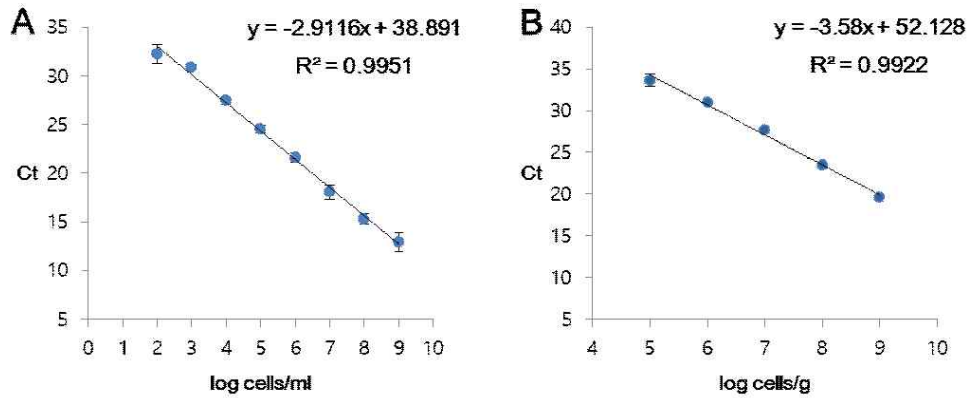 A
y = -2.9116x + 38.891
R² = 0.9951
35
30
25
20
15
10
5
Ct
0 1 1 2 3 4 5 6 7 8 9 10
log cells/ml
B
y = -3.58x + 52.128
R² = 0.9922
40
35
30
25
20
15
10
5
Ct
4 5 6 7 8 9 10
log cells/g